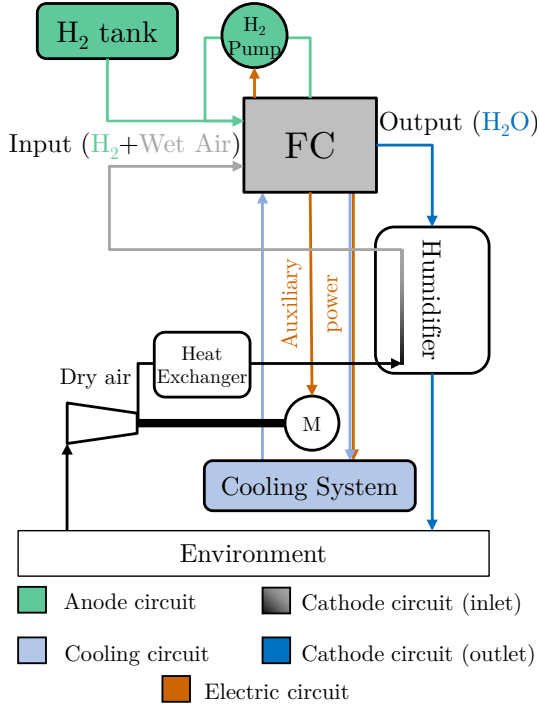 H₂ tank
H₂
Pump
Input (H₂+Wet Air)
FC
Output (H₂O)
Humidifier
Auxiliary
power
Dry air
Heat
Exchanger
M
Cooling System
Environment
Anode circuit
Cathode circuit (inlet)
Cooling circuit
Cathode circuit (outlet)
Electric circuit